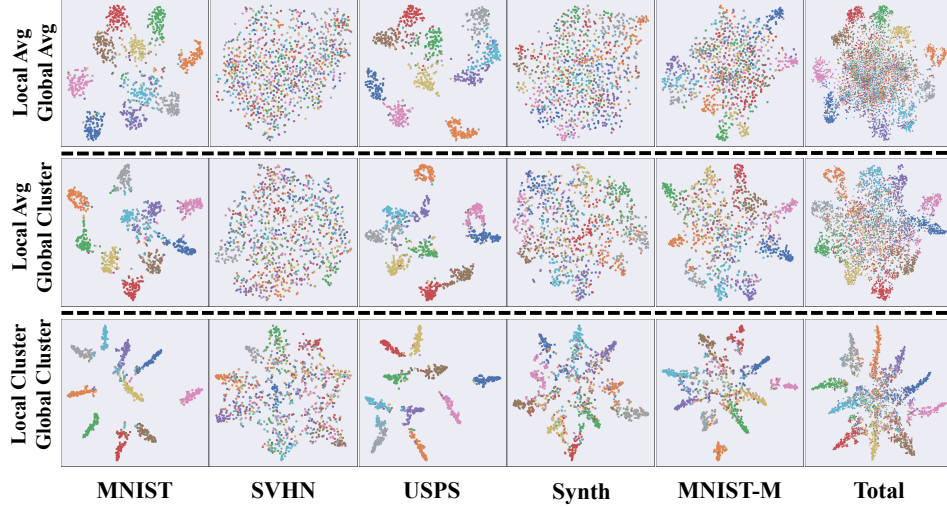 Local Avg
Global Avg
Local Avg
Global Cluster
Local Cluster
Global Cluster
MNIST SVHN USPS Synth MNIST-M Total